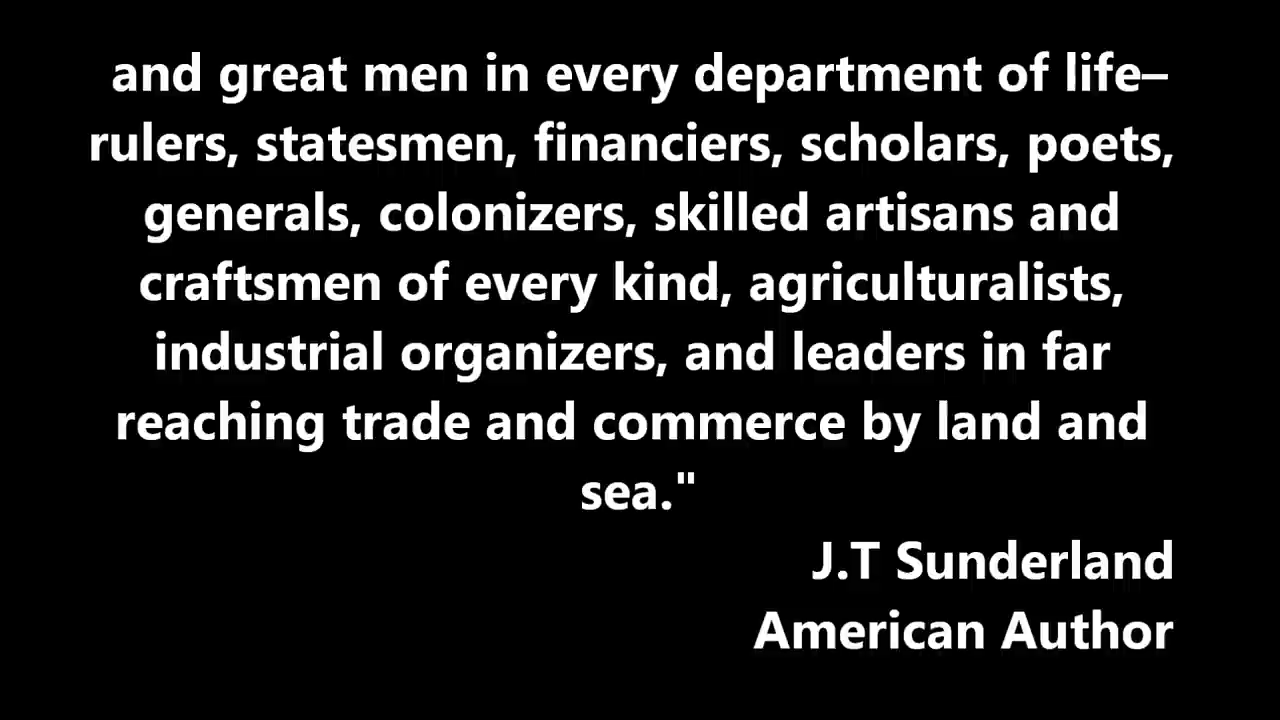 and great men in every department of life–
rulers, statesmen, financiers, scholars, poets,
generals, colonizers, skilled artisans and
craftsmen of every kind, agriculturalists,
industrial organizers, and leaders in far
reaching trade and commerce by land and
sea."
J.T Sunderland
American Author